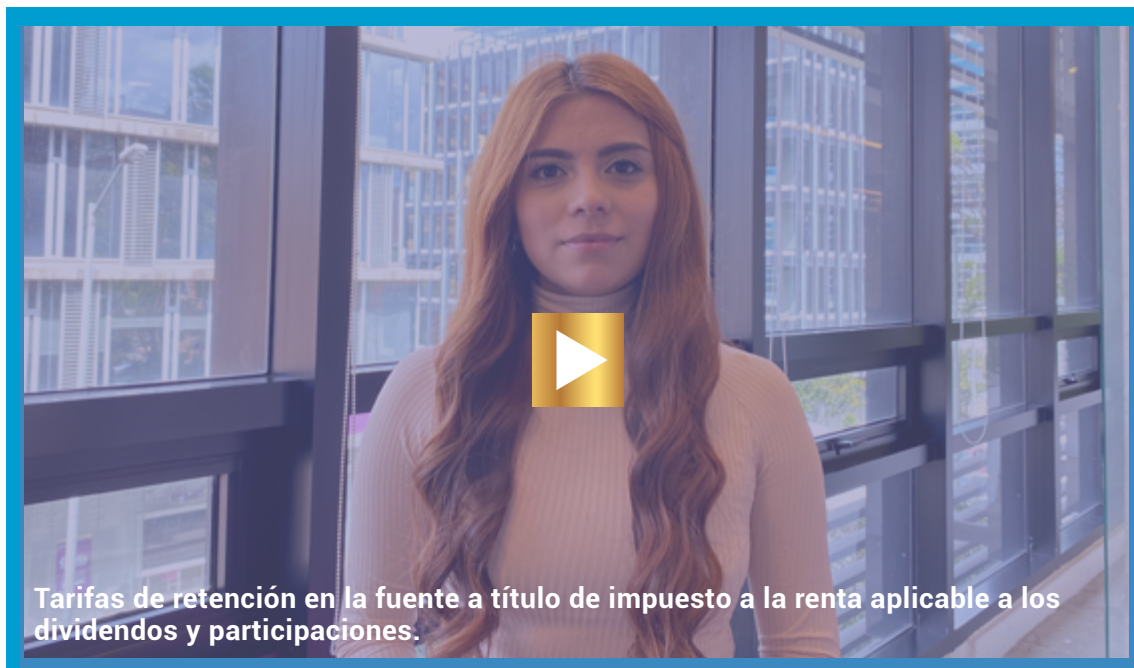 Tarifas de retención en la fuente a título de impuesto a la renta aplicable a los
dividendos y participaciones.